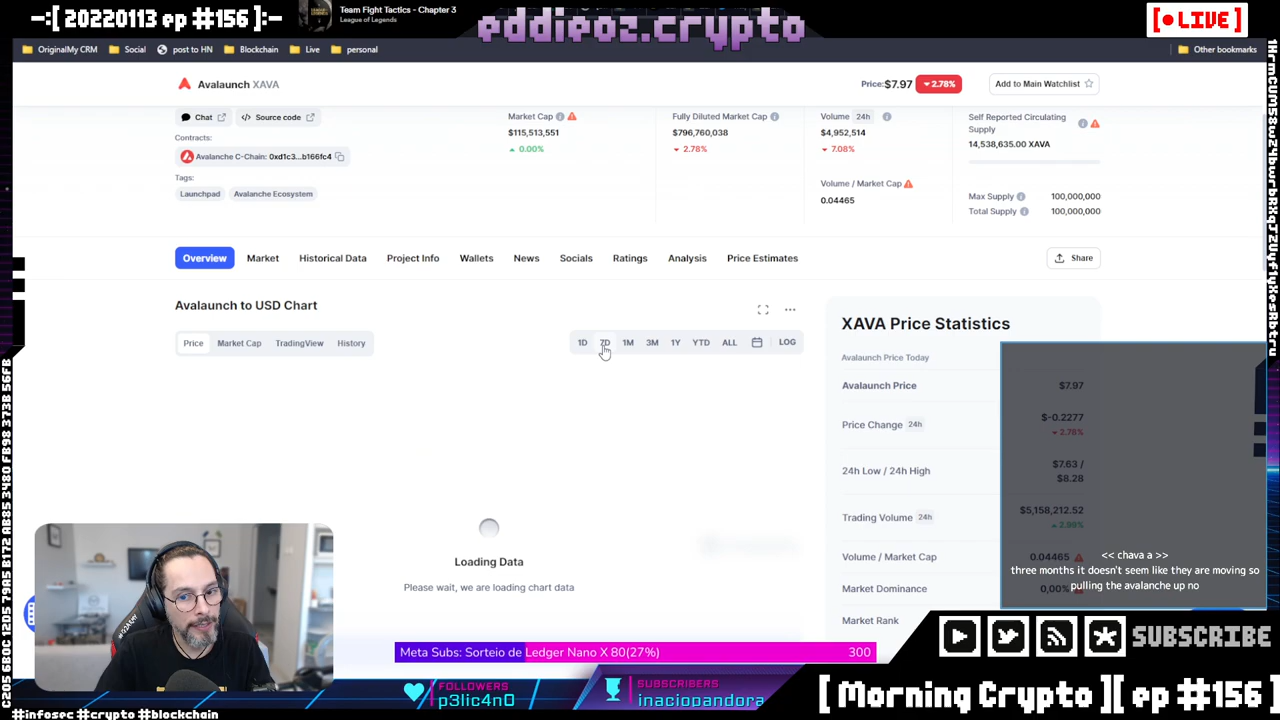 -:[ 20220113 ep #156 ]:-
Team Fight Tactics - Chapter 3
League of Legends
eddieoz.crypto
[ LIVE ]
OriginalMy CRM
Social
post to HN
Blockchain
Live
personal
Other bookmarks
Avalaunch XAVA
Price:$7.97
2.78%
Add to Main Watchlist
Chat
Source code
Contracts:
Avalanche C-Chain: 0xd1c3...b166fc4
Tags:
Launchpad
Avalanche Ecosystem
Market Cap
$115,513,551
0.00%
Fully Diluted Market Cap
$796,760,038
2.78%
Volume 24h
$4,952,514
7.08%
Volume / Market Cap
0.04465
Self Reported Circulating
Supply
14,538,635.00 XAVA
Max Supply 100,000,000
Total Supply 100,000,000
Overview
Market
Historical Data
Project Info
Wallets
News
Socials
Ratings
Analysis
Price Estimates
Share
Avalaunch to USD Chart
Price
Market Cap
TradingView
History
1D
7D
1M
3M
1Y
YTD
ALL
LOG
Loading Data
Please wait, we are loading chart data
XAVA Price Statistics
Avalaunch Price Today
Avalaunch Price $7.97
Price Change 24h $-0.2277
2.78%
24h Low / 24h High $7.63 /
$8.28
Trading Volume 24h $5,158,212.52
2.99%
Volume / Market Cap 0.04465
Market Dominance 0,00%
Market Rank
<< chava a >>
three months it doesn't seem like they are moving so
pulling the avalanche up no
Meta Subs: Sorteio de Ledger Nano X 80(27%) 300
FOLLOWERS
p3lic4n0
SUBSCRIBERS
inaciopandora
SUBSCRIBE
[ Morning Crypto ][ ep #156 ]
#infosec #crypto #blockchain